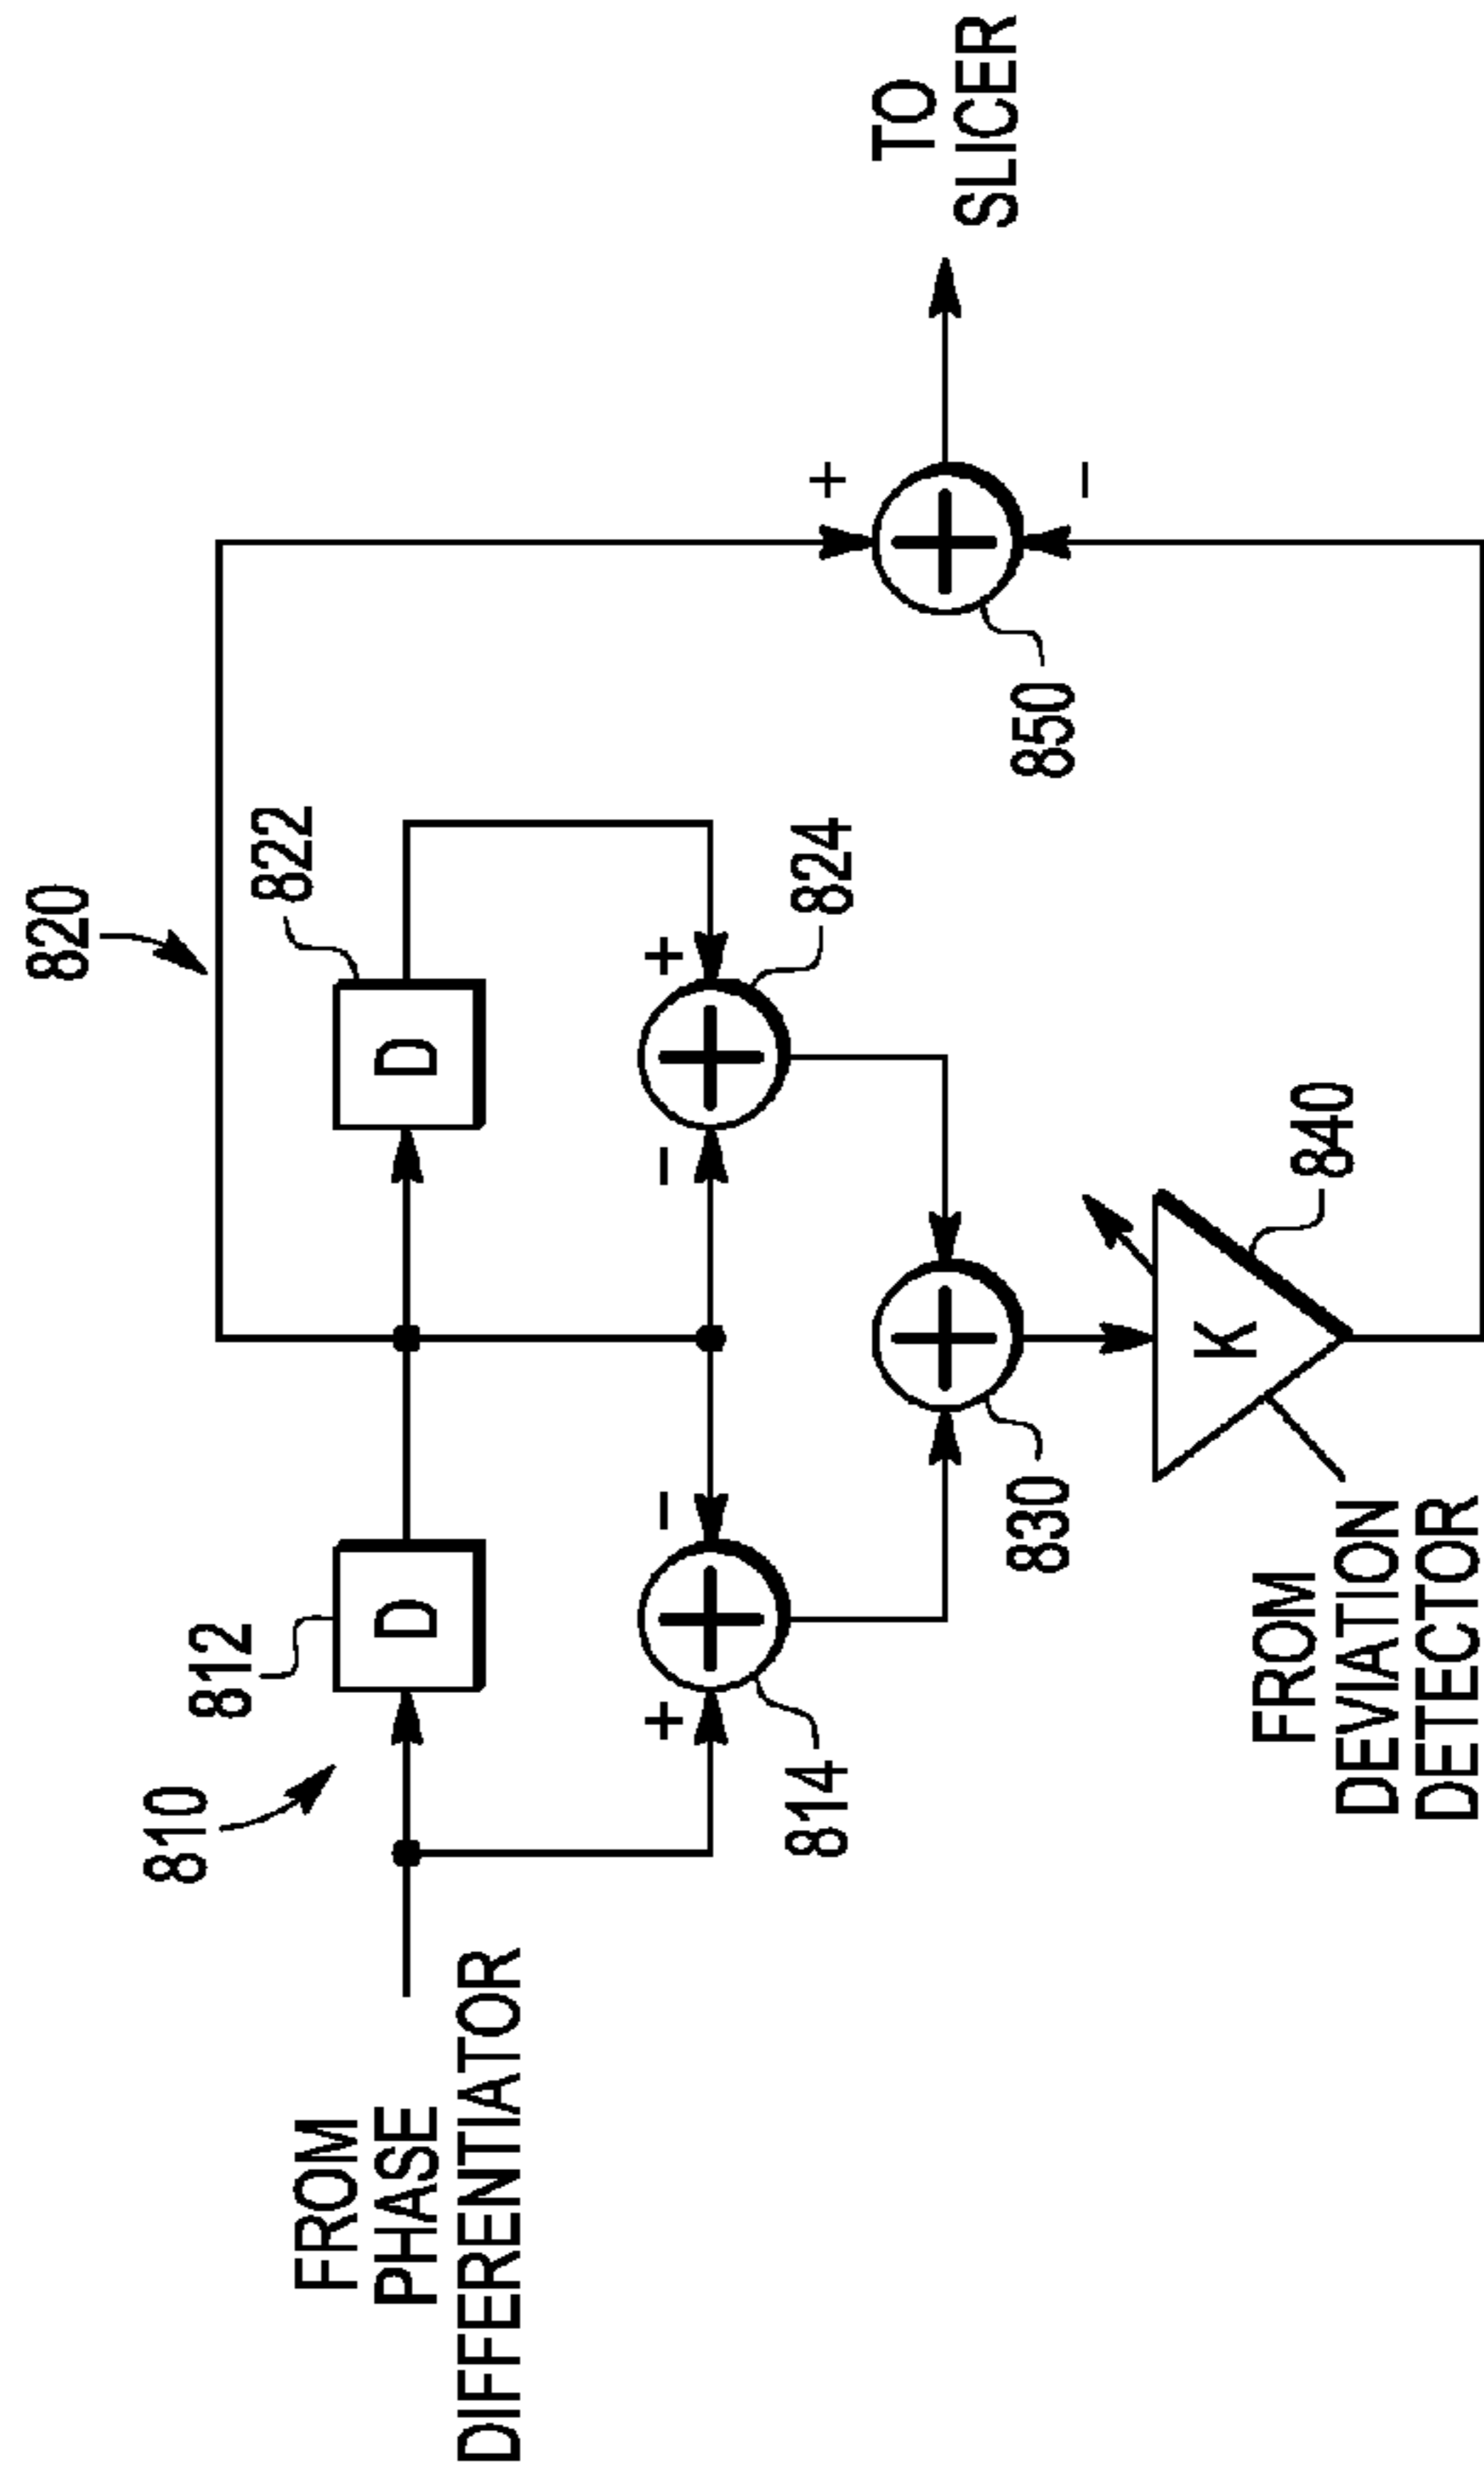 820
822
D
824
+
−
810
812
D
814
+
−
FROM
PHASE
DIFFERENTIATOR
830
840
K
FROM
DEVIATION
DETECTOR
850
+
−
TO
SLICER